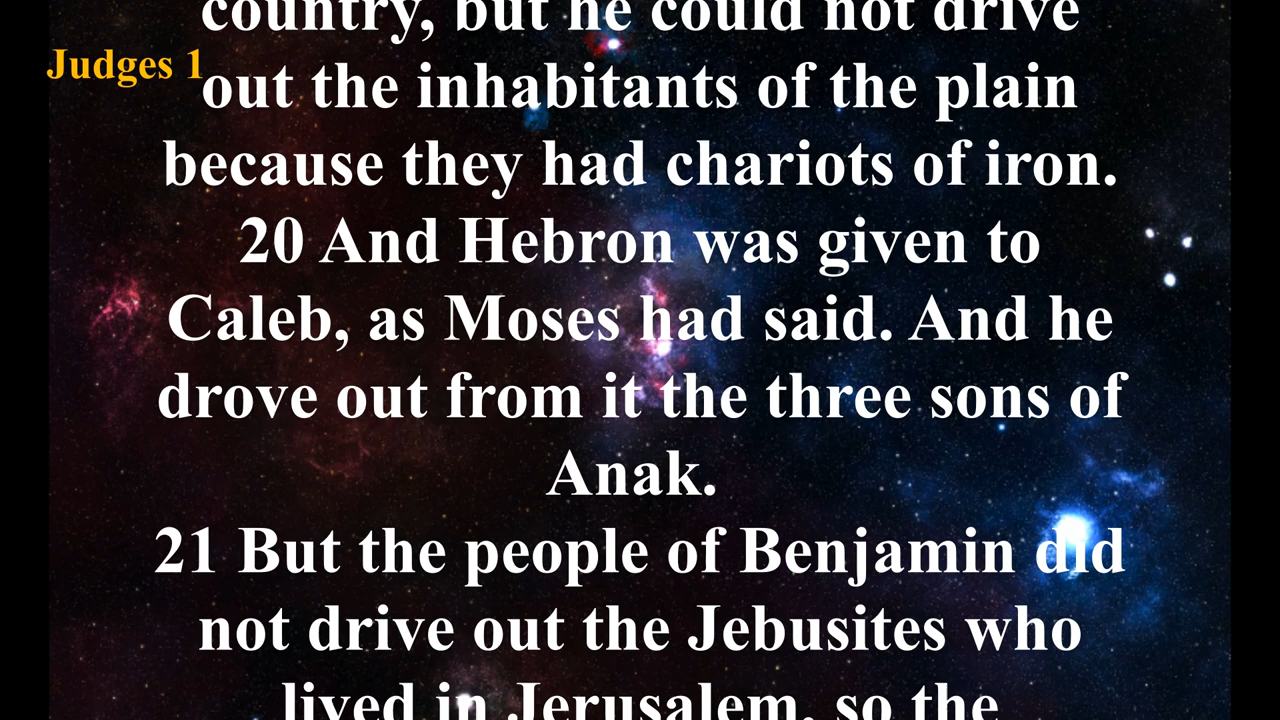 country, but he could not drive
Judges 1
out the inhabitants of the plain
because they had chariots of iron.
20 And Hebron was given to
Caleb, as Moses had said. And he
drove out from it the three sons of
Anak.
21 But the people of Benjamin did
not drive out the Jebusites who
lived in Jerusalem, so the